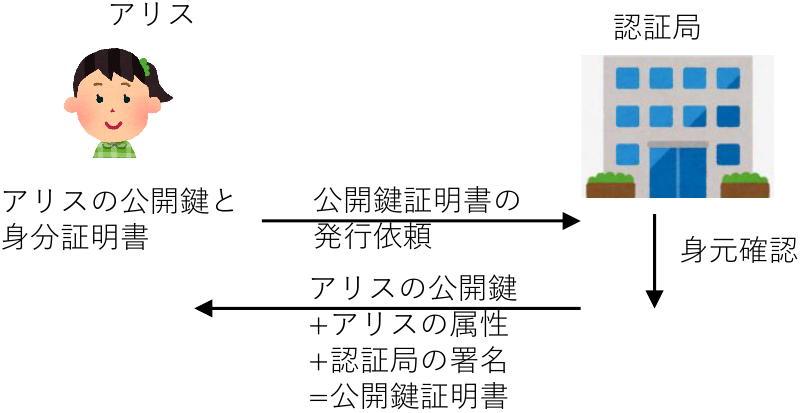 アリス
認証局
アリスの公開鍵と
身分証明書
公開鍵証明書の
発行依頼
身元確認
アリスの公開鍵
+アリスの属性
+認証局の署名
=公開鍵証明書